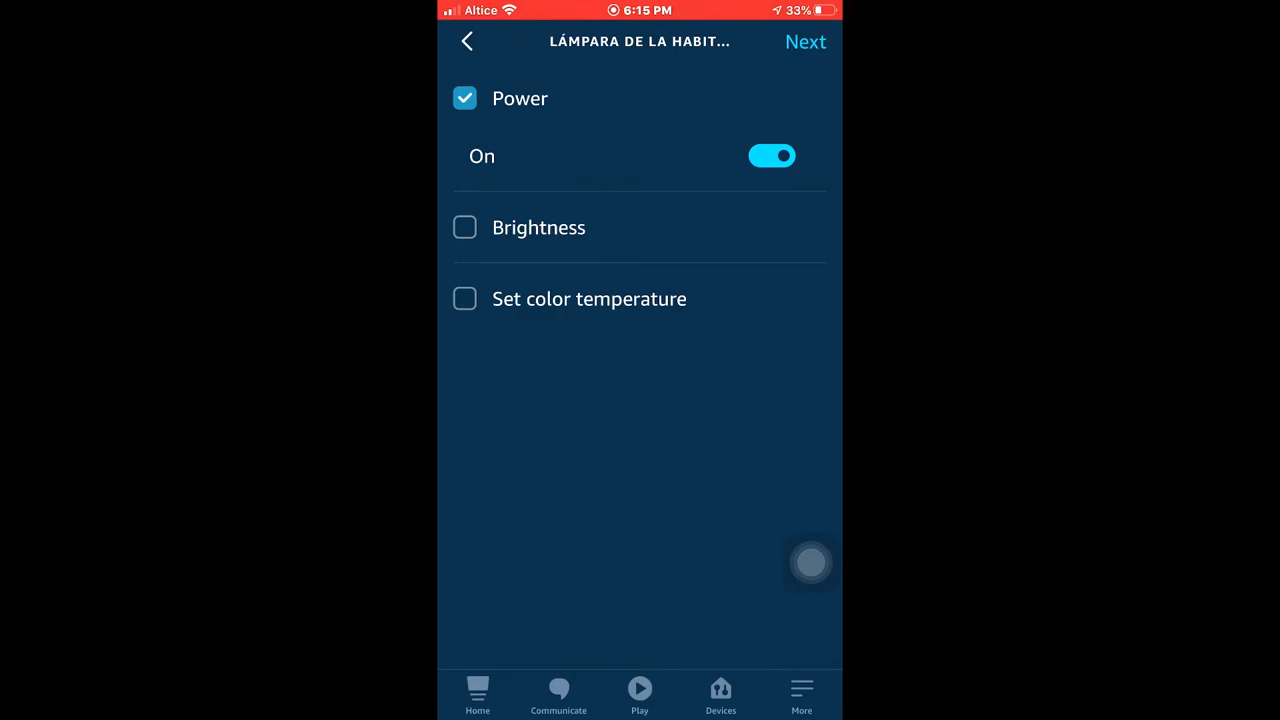 Altice 6:15 PM 33%
LÁMPARA DE LA HABIT... Next
Power
On
Brightness
Set color temperature
Home Communicate Play Devices More